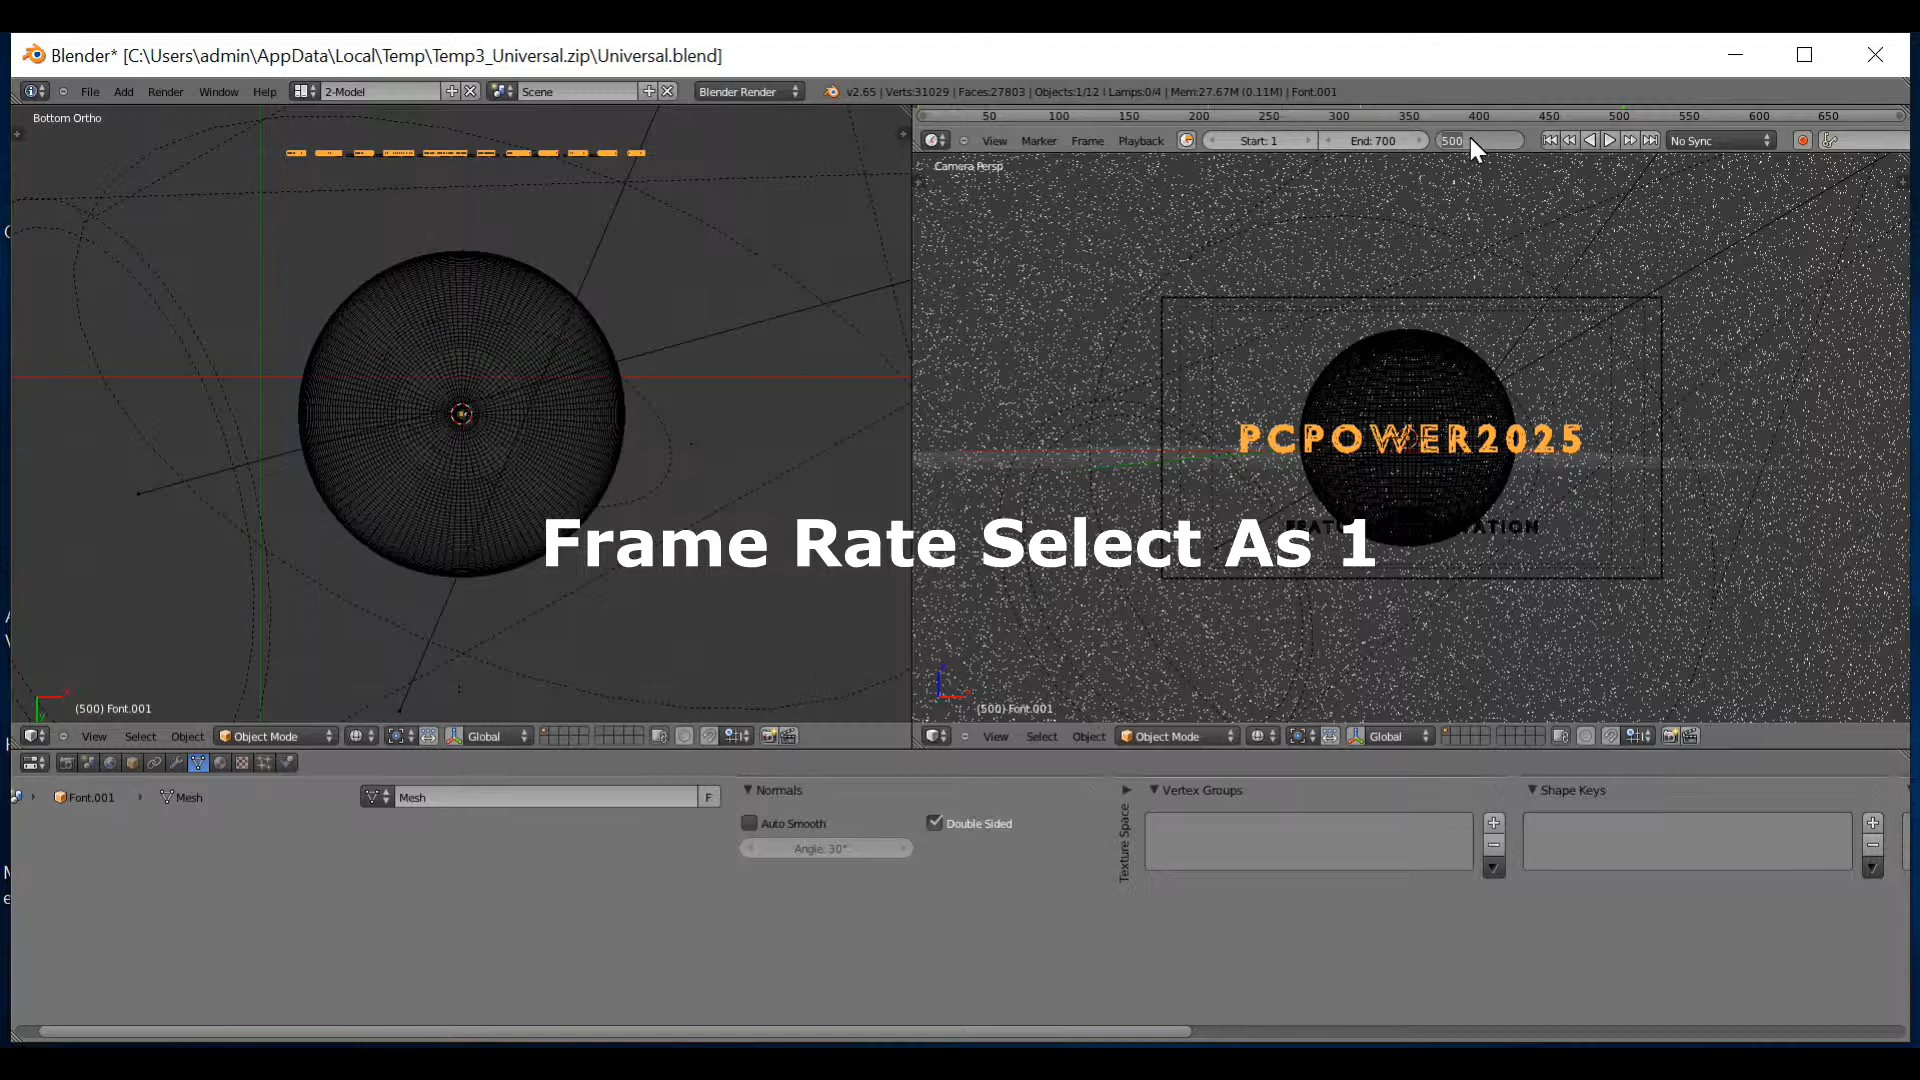 Blender* [C:\Users\admin\AppData\Local\Temp\Temp3_Universal.zip\Universal.blend]
File Add Render Window Help 2-Model Scene Blender Render v2.65 | Verts:31029 | Faces:27803 | Objects:1/12 | Lamps:0/4 | Mem:27.67M (0.11M) | Font.001
Bottom Ortho
50 100 150 200 250 300 350 400 450 500 550 600 650
View Marker Frame Playback Start: 1 End: 700 500 No Sync
Camera Persp
PCPOWER2025
Frame Rate Select As 1
(500) Font.001
(500) Font.001
View Select Object Object Mode Global
View Select Object Object Mode Global
Font.001 Mesh
Mesh F
Normals
Auto Smooth Double Sided
Angle: 30°
Texture Space
Vertex Groups
Shape Keys